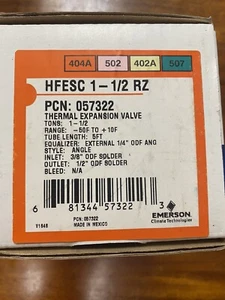 404A 502 402A 507
HFESC 1-1/2 RZ
PCN: 057322
THERMAL EXPANSION VALVE
TONS: 1-1/2
RANGE: -50F TO +10F
TUBE LENGTH: 5FT
EQUALIZER: EXTERNAL 1/4" ODF ANG
STYLE: ANGLE
INLET: 3/8" ODF SOLDER
OUTLET: 1/2" ODF SOLDER
BLEED: N/A
6 81344 57322 3
PCN: 057322
MADE IN MEXICO
EMERSON
Climate Technologies